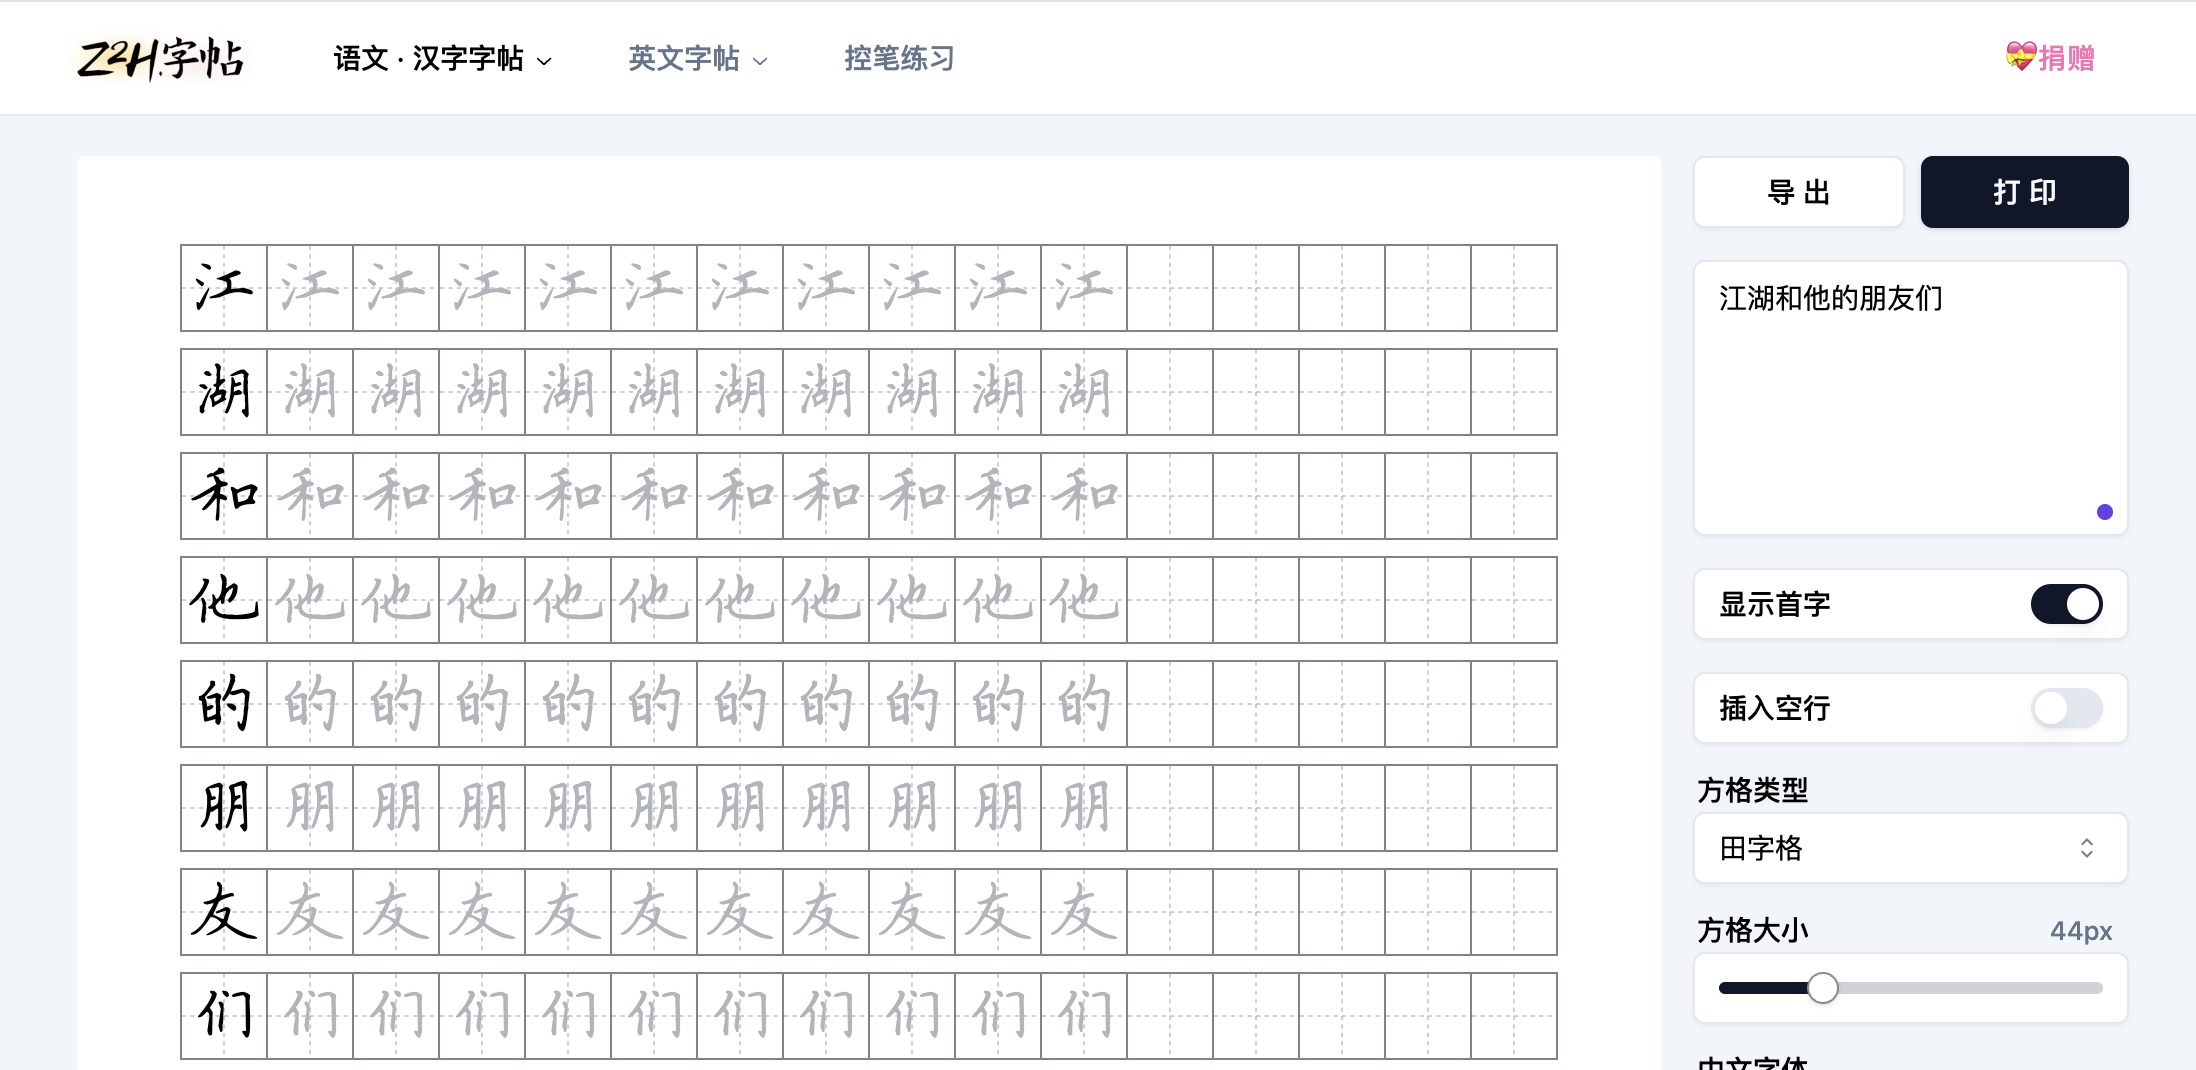 Z2H.字帖
语文 · 汉字字帖
英文字帖
控笔练习
捐赠
导 出
打 印
江湖和他的朋友们
显示首字
插入空行
方格类型
田字格
方格大小
44px
中文字体
江江江江江江江江江江江
湖湖湖湖湖湖湖湖湖湖湖
和和和和和和和和和和和
他他他他他他他他他他他
的的的的的的的的的的的
朋朋朋朋朋朋朋朋朋朋朋
友友友友友友友友友友友
们们们们们们们们们们们